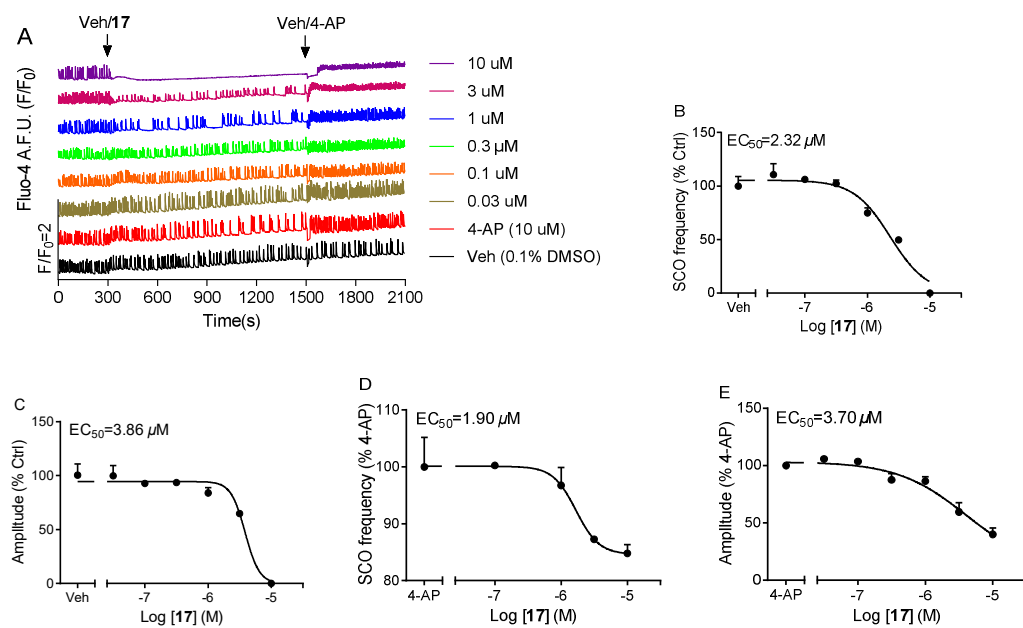 A
Veh/17
Veh/4-AP
Fluo-4 A.F.U. (F/F0)
F/F0=2
0 300 600 900 1200 1500 1800 2100
Time(s)
10 uM
3 uM
1 uM
0.3 µM
0.1 uM
0.03 uM
4-AP (10 uM)
Veh (0.1% DMSO)
B
EC50=2.32 µM
SCO frequency (% Ctrl)
150
100
50
0
Veh -7 -6 -5
Log [17] (M)
C
EC50=3.86 µM
Amplitude (% Ctrl)
150
100
50
0
Veh -7 -6 -5
Log [17] (M)
D
EC50=1.90 µM
SCO frequency (% 4-AP)
110
100
90
80
4-AP -7 -6 -5
Log [17] (M)
E
EC50=3.70 µM
Amplitude (% 4-AP)
150
100
50
0
4-AP -7 -6 -5
Log [17] (M)